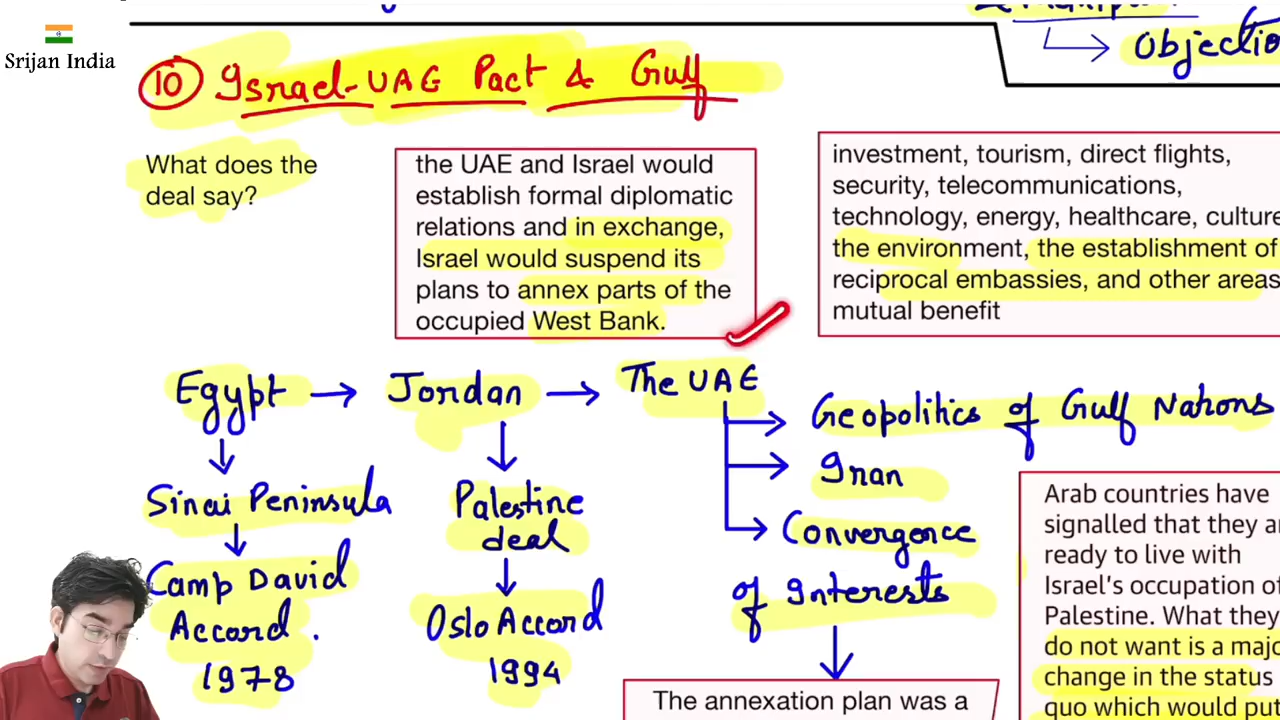 Srijan India
Objectio
10 Israel-UAE Pact & Gulf
What does the
deal say?
the UAE and Israel would
establish formal diplomatic
relations and in exchange,
Israel would suspend its
plans to annex parts of the
occupied West Bank.
investment, tourism, direct flights,
security, telecommunications,
technology, energy, healthcare, culture
the environment, the establishment of
reciprocal embassies, and other areas
mutual benefit
Egypt → Jordan → The UAE
Sinai Peninsula
Camp David
Accord.
1978
Palestine
deal
Oslo Accord
1994
Geopolitics of Gulf Nations
Iran
Convergence
of Interests
The annexation plan was a
Arab countries have
signalled that they a
ready to live with
Israel's occupation of
Palestine. What they
do not want is a majo
change in the status
quo which would put